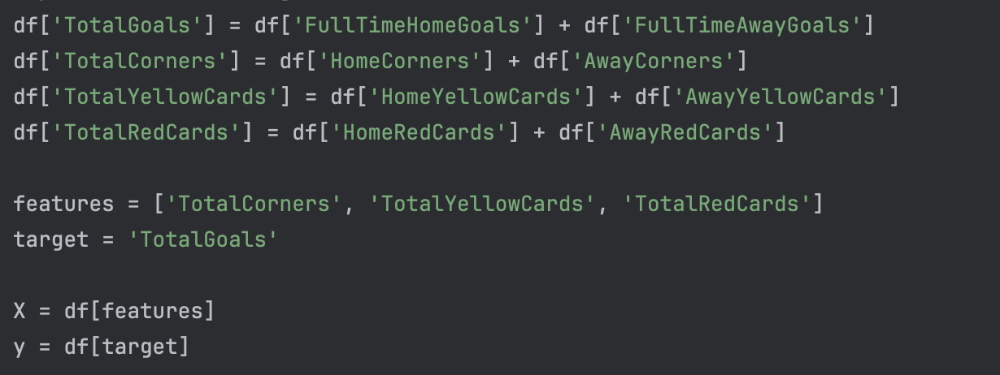 df['TotalGoals'] = df['FullTimeHomeGoals'] + df['FullTimeAwayGoals']
df['TotalCorners'] = df['HomeCorners'] + df['AwayCorners']
df['TotalYellowCards'] = df['HomeYellowCards'] + df['AwayYellowCards']
df['TotalRedCards'] = df['HomeRedCards'] + df['AwayRedCards']
features = ['TotalCorners', 'TotalYellowCards', 'TotalRedCards']
target = 'TotalGoals'
X = df[features]
y = df[target]